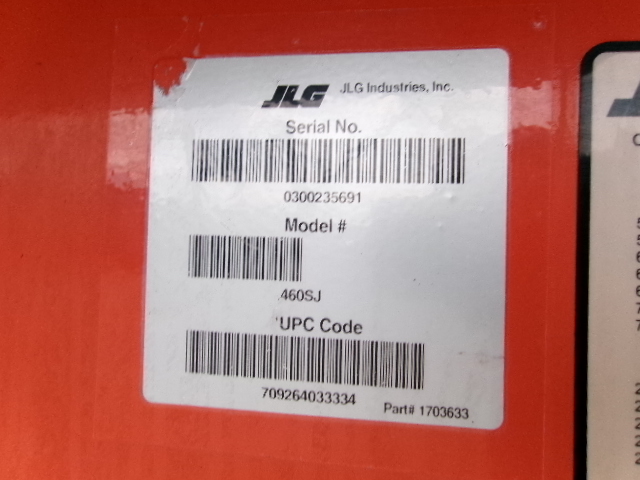 JLG JLG Industries, Inc.
Serial No.
0300235691
Model #
460SJ
'UPC Code
709264033334
Part# 1703633